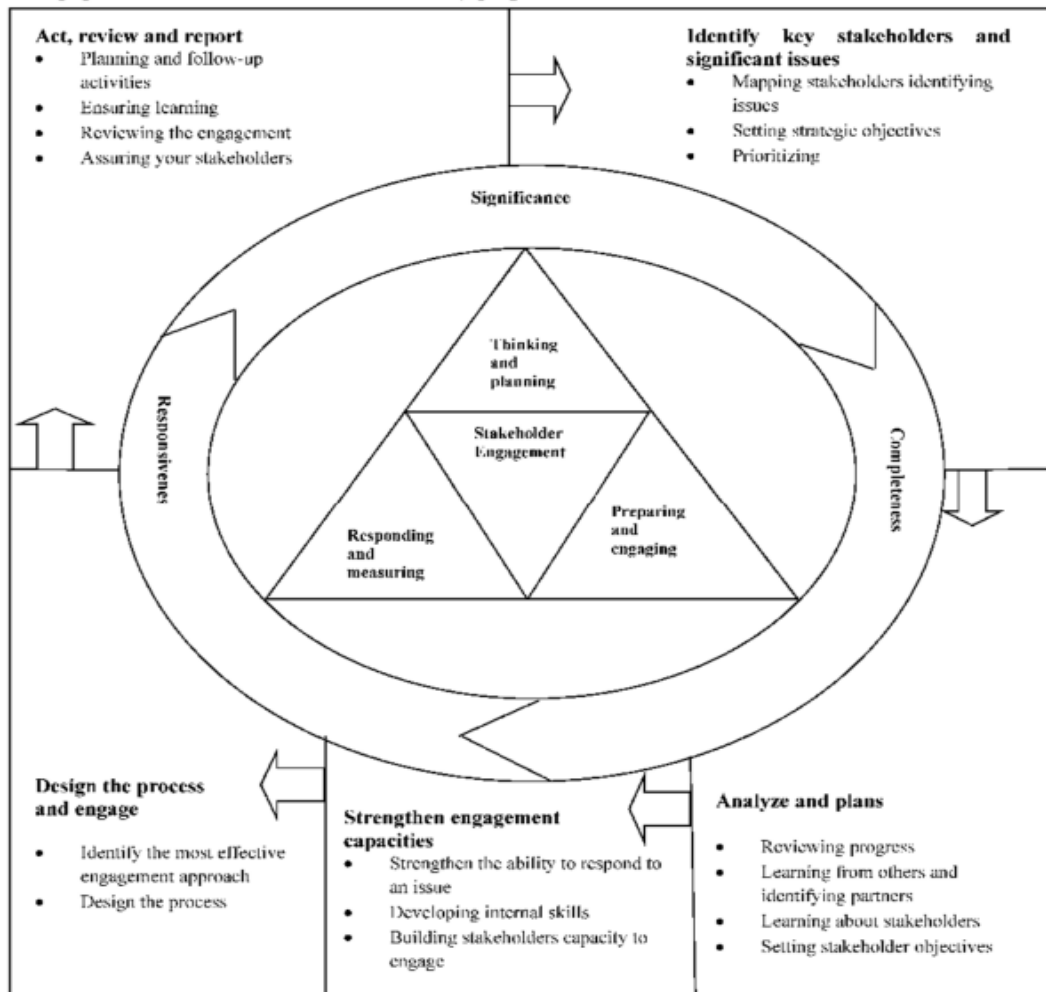 Act, review and report
• Planning and follow-up
activities
• Ensuring learning
• Reviewing the engagement
• Assuring your stakeholders
Identify key stakeholders and
significant issues
• Mapping stakeholders identifying
issues
• Setting strategic objectives
• Prioritizing
Significance
Thinking
and
planning
Stakeholder
Engagement
Responding
and
measuring
Preparing
and
engaging
Responsivenes
Completeness
Design the process
and engage
• Identify the most effective
engagement approach
• Design the process
Strengthen engagement
capacities
• Strengthen the ability to respond to
an issue
• Developing internal skills
• Building stakeholders capacity to
engage
Analyze and plans
• Reviewing progress
• Learning from others and
identifying partners
• Learning about stakeholders
• Setting stakeholder objectives